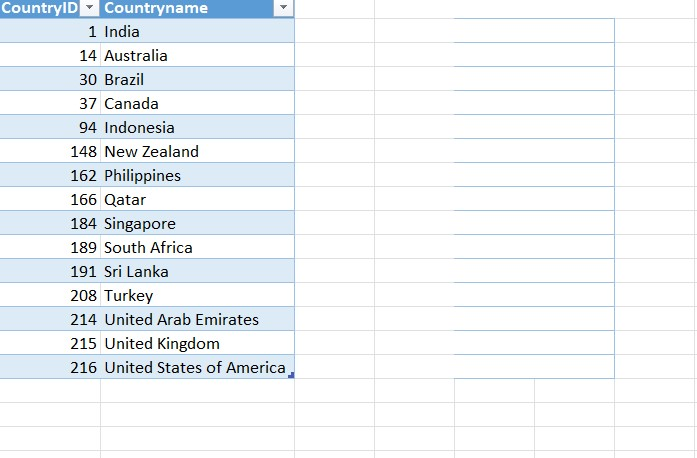 CountryID Countryname
1 India
14 Australia
30 Brazil
37 Canada
94 Indonesia
148 New Zealand
162 Philippines
166 Qatar
184 Singapore
189 South Africa
191 Sri Lanka
208 Turkey
214 United Arab Emirates
215 United Kingdom
216 United States of America